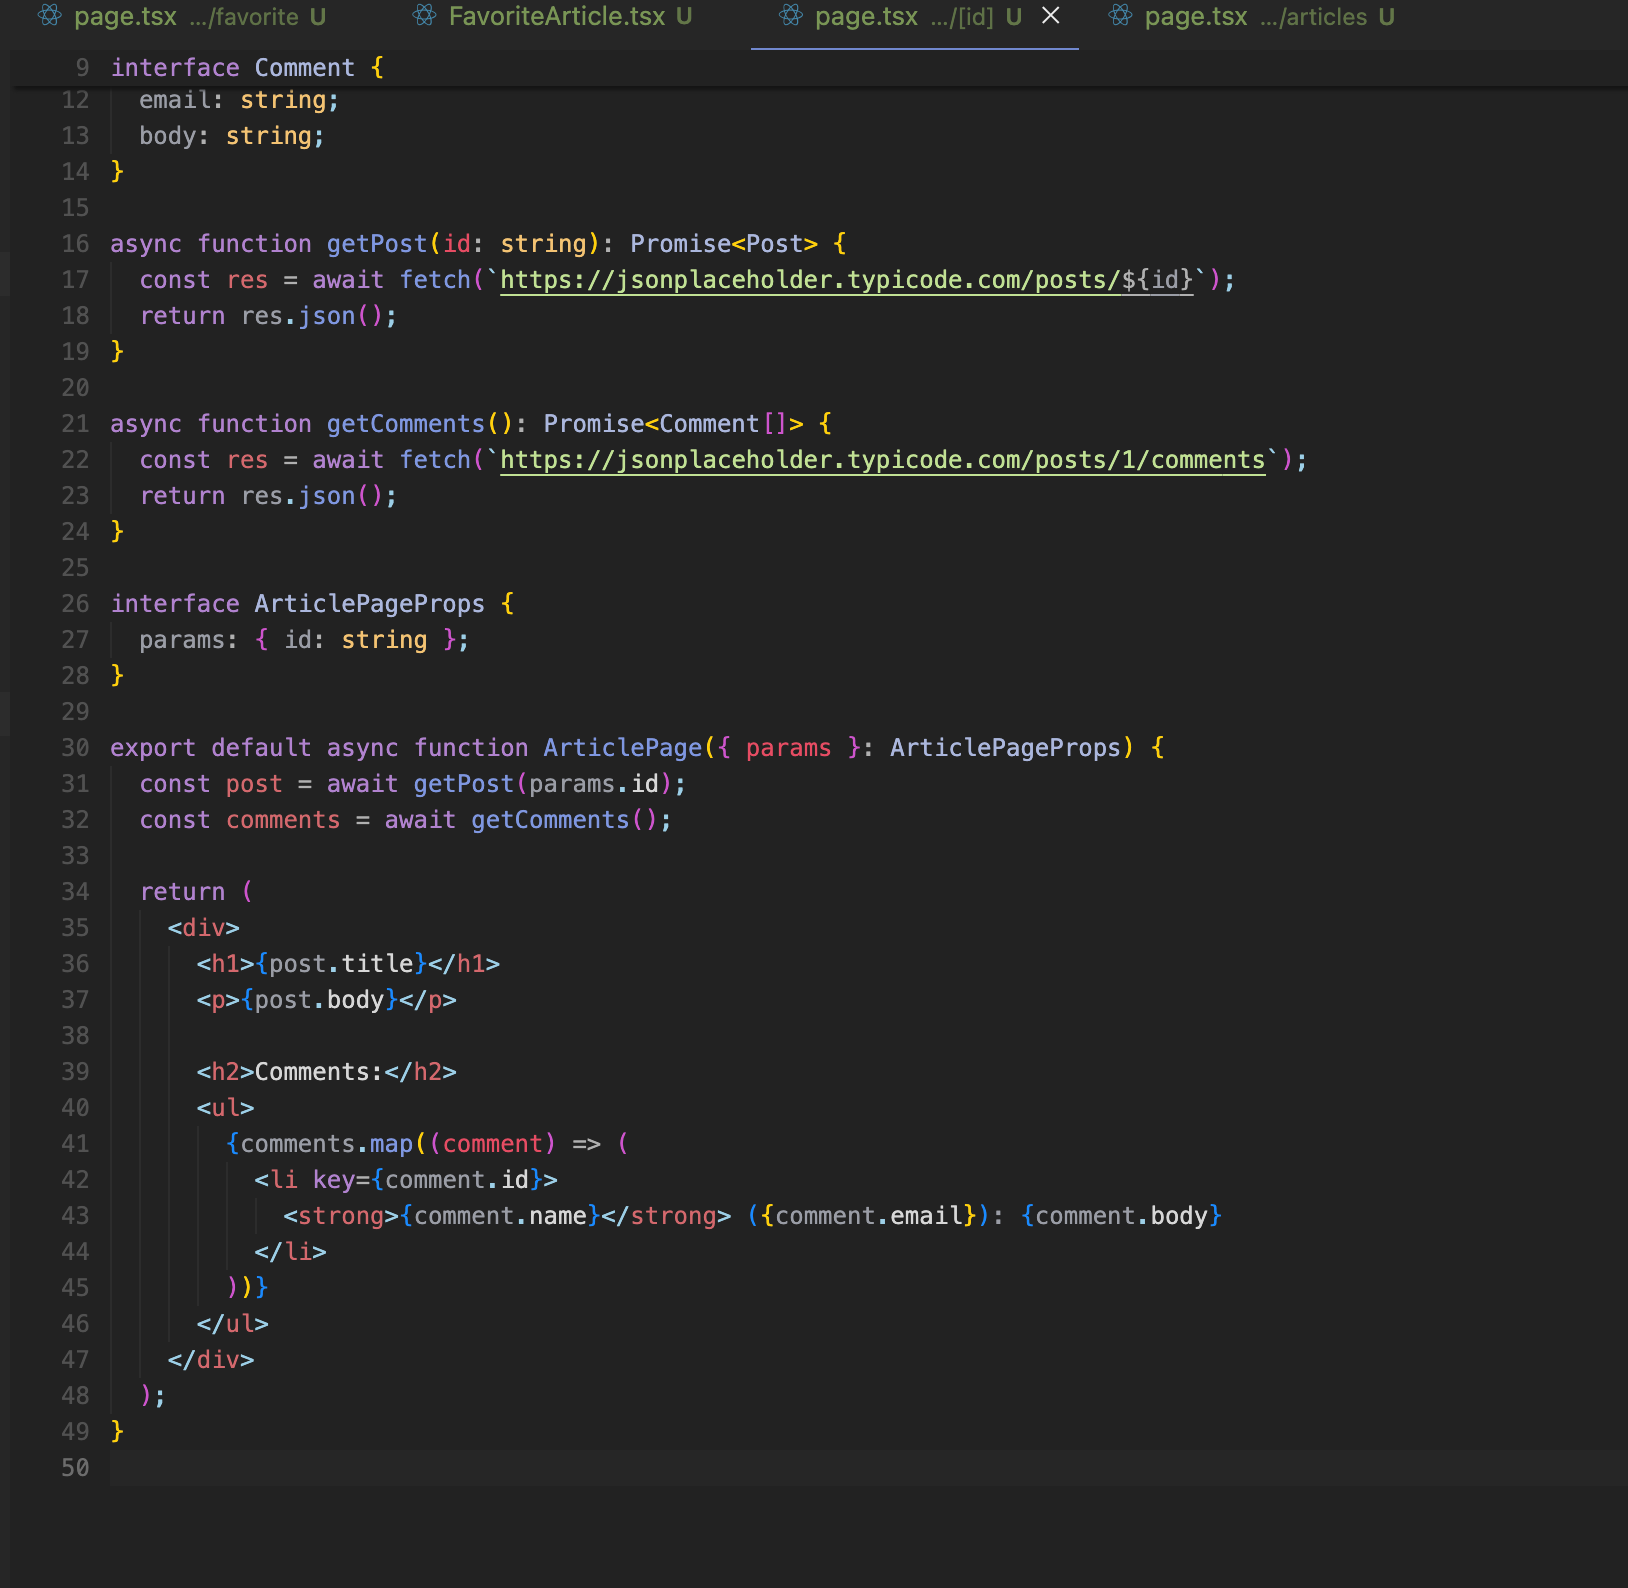 page.tsx .../favorite U FavoriteArticle.tsx U page.tsx .../[id] U page.tsx .../articles U
9 interface Comment {
12 email: string;
13 body: string;
14 }
15
16 async function getPost(id: string): Promise<Post> {
17 const res = await fetch(`https://jsonplaceholder.typicode.com/posts/${id}`);
18 return res.json();
19 }
20
21 async function getComments(): Promise<Comment[]> {
22 const res = await fetch(`https://jsonplaceholder.typicode.com/posts/1/comments`);
23 return res.json();
24 }
25
26 interface ArticlePageProps {
27 params: { id: string };
28 }
29
30 export default async function ArticlePage({ params }: ArticlePageProps) {
31 const post = await getPost(params.id);
32 const comments = await getComments();
33
34 return (
35 <div>
36 <h1>{post.title}</h1>
37 <p>{post.body}</p>
38
39 <h2>Comments:</h2>
40 <ul>
41 {comments.map((comment) => (
42 <li key={comment.id}>
43 <strong>{comment.name}</strong> ({comment.email}): {comment.body}
44 </li>
45 ))}
46 </ul>
47 </div>
48 );
49 }
50